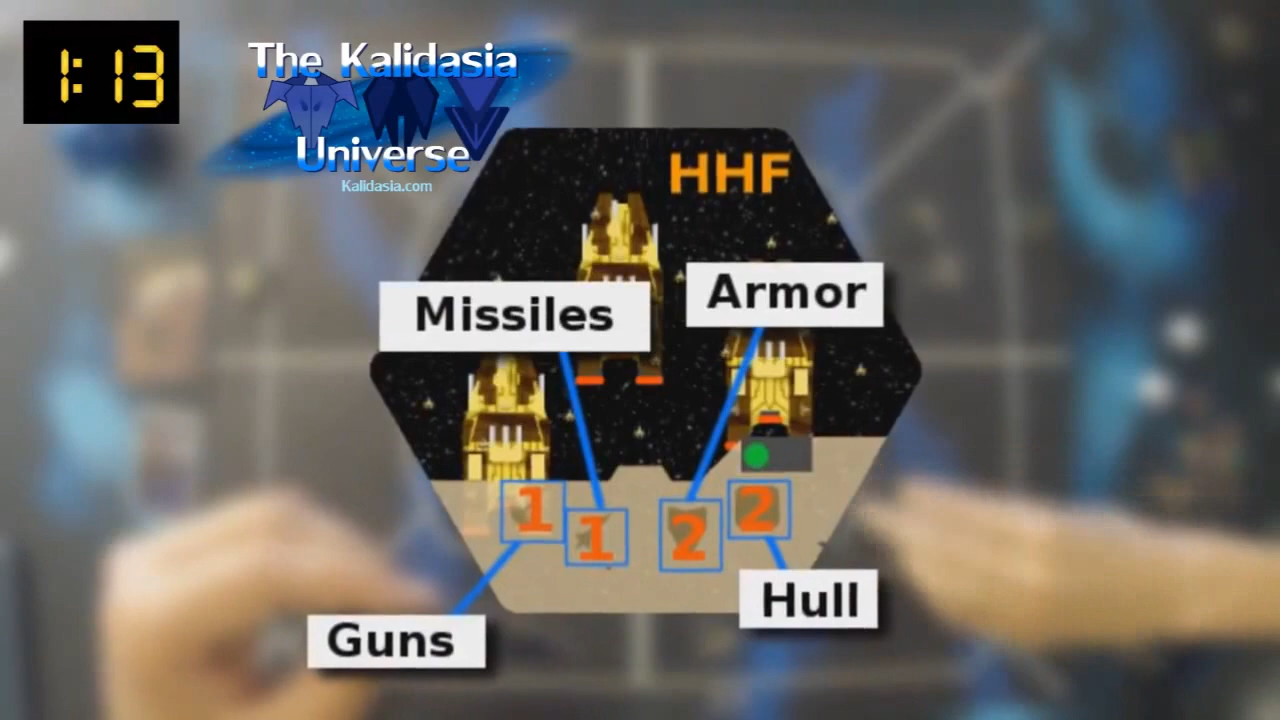 1:13
The Kalidasia
Universe
Kalidasia.com
HHF
Missiles
Armor
1
1
2
2
Guns
Hull